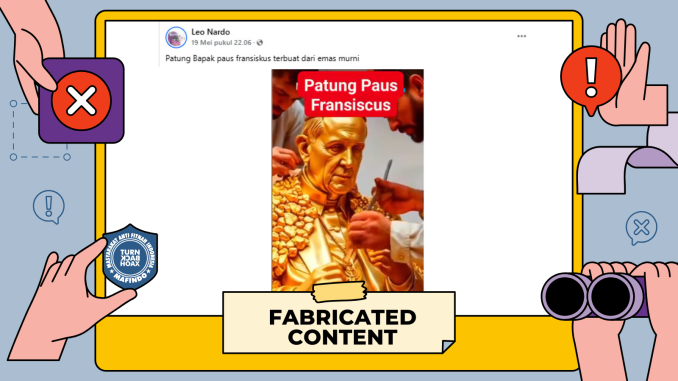 Leo Nardo
19 Mei pukul 22.06
Patung Bapak paus fransiskus terbuat dari emas murni
Patung Paus
Fransiscus
MASYARAKAT ANTI FITNAH INDONESIA
TURN
BACK
HOAX
MAFINDO
FABRICATED
CONTENT